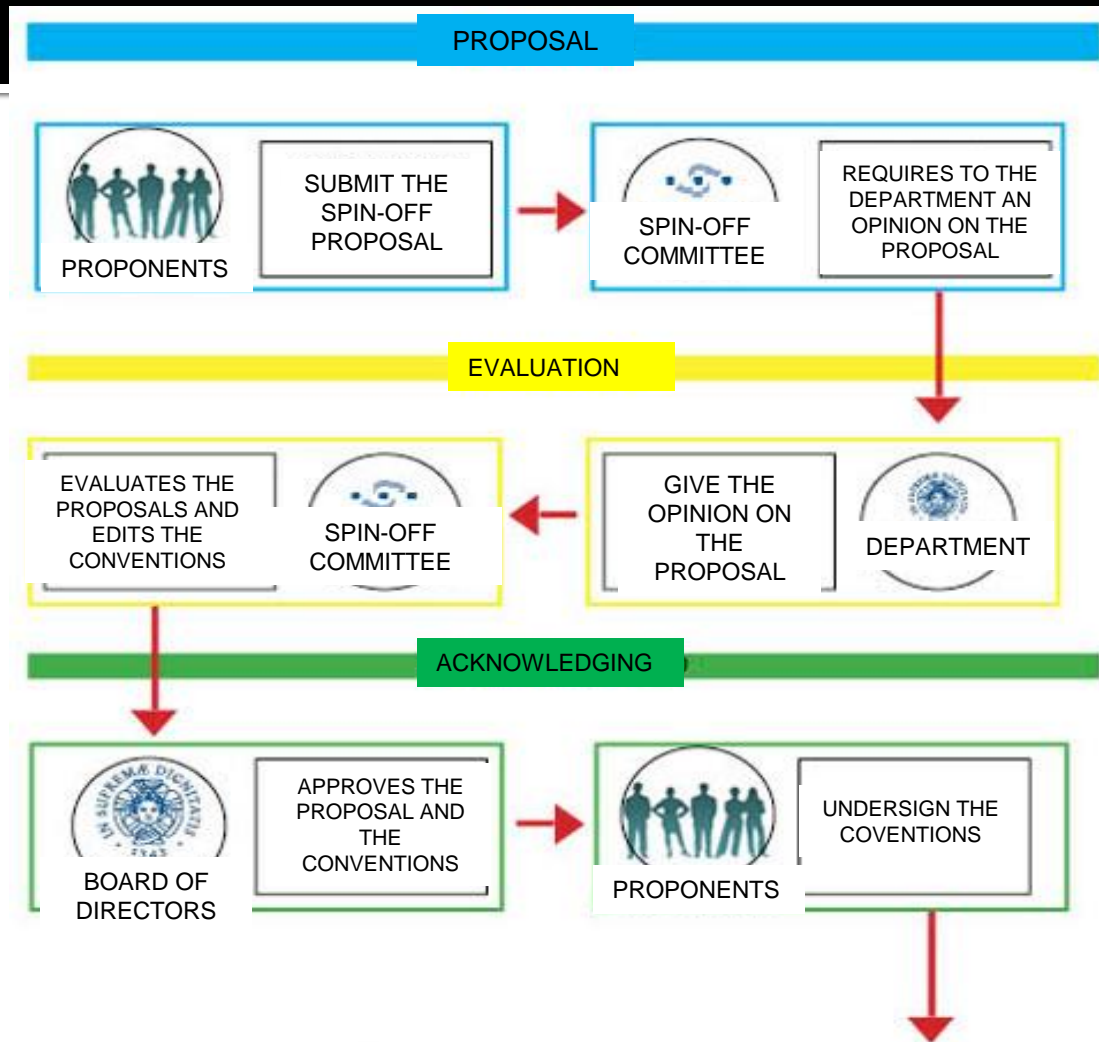 PROPOSAL
PROPONENTS
SUBMIT THE
SPIN-OFF
PROPOSAL
SPIN-OFF
COMMITTEE
REQUIRES TO THE
DEPARTMENT AN
OPINION ON THE
PROPOSAL
EVALUATION
EVALUATES THE
PROPOSALS AND
EDITS THE
CONVENTIONS
SPIN-OFF
COMMITTEE
GIVE THE
OPINION ON
THE
PROPOSAL
DEPARTMENT
ACKNOWLEDGING
IN SUPREMÆ DIGNITATIS
1343
BOARD OF
DIRECTORS
APPROVES THE
PROPOSAL AND
THE
CONVENTIONS
PROPONENTS
UNDERSIGN THE
COVENTIONS